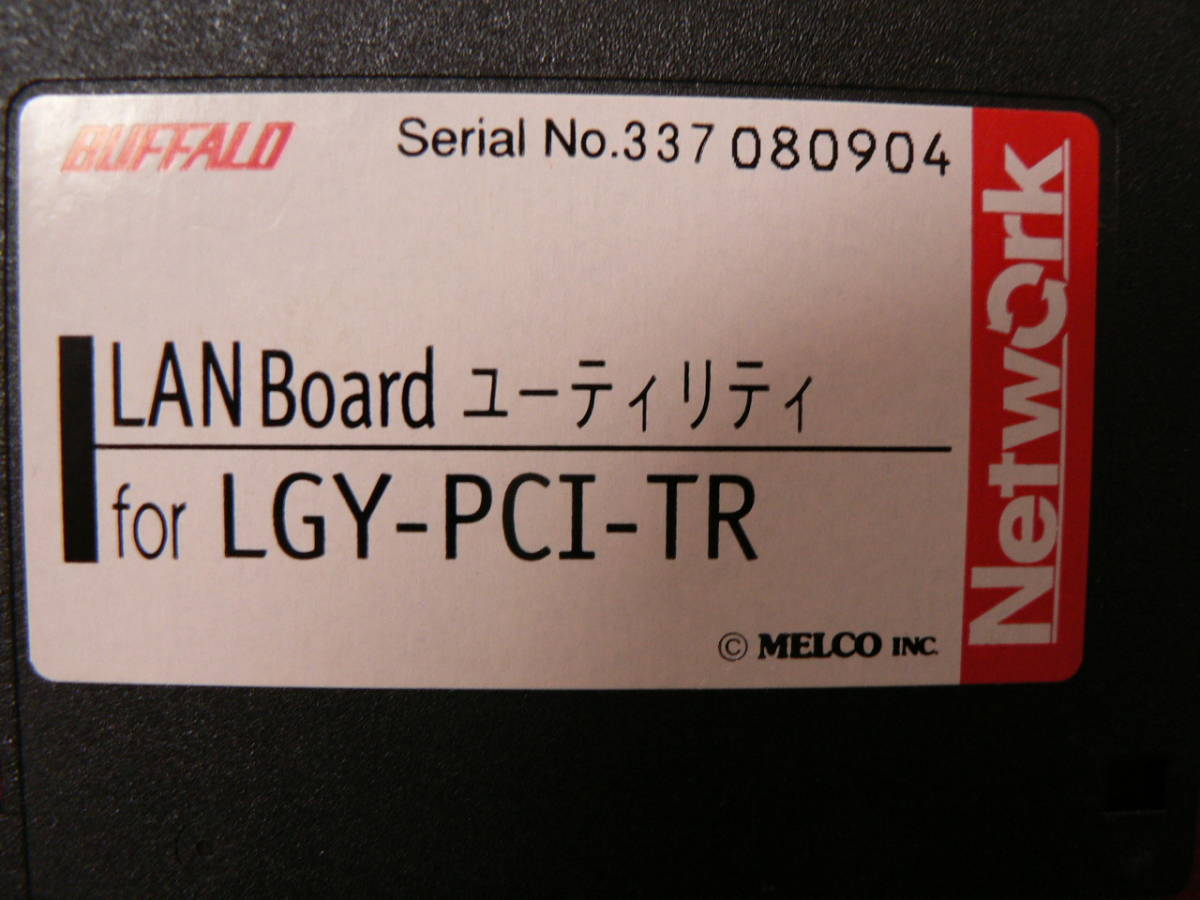 BUFFALO
Serial No.337 080904
LAN Board ユーティリティ
for LGY-PCI-TR
© MELCO INC.
Network